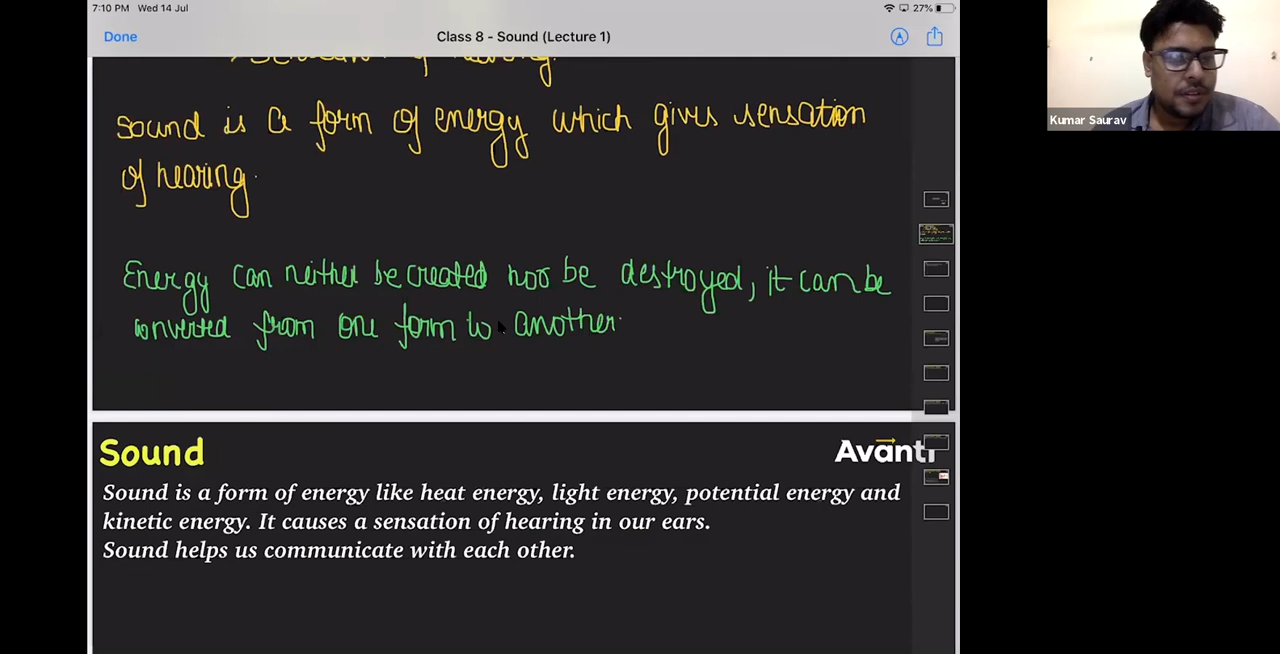 7:10 PM Wed 14 Jul
27%
Done
Class 8 - Sound (Lecture 1)
of hearing.
Sound is a form of energy which gives sensation
of hearing.
Energy can neither be created nor be destroyed, it can be
converted from one form to another.
Sound
Avanti
Sound is a form of energy like heat energy, light energy, potential energy and
kinetic energy. It causes a sensation of hearing in our ears.
Sound helps us communicate with each other.
Kumar Saurav